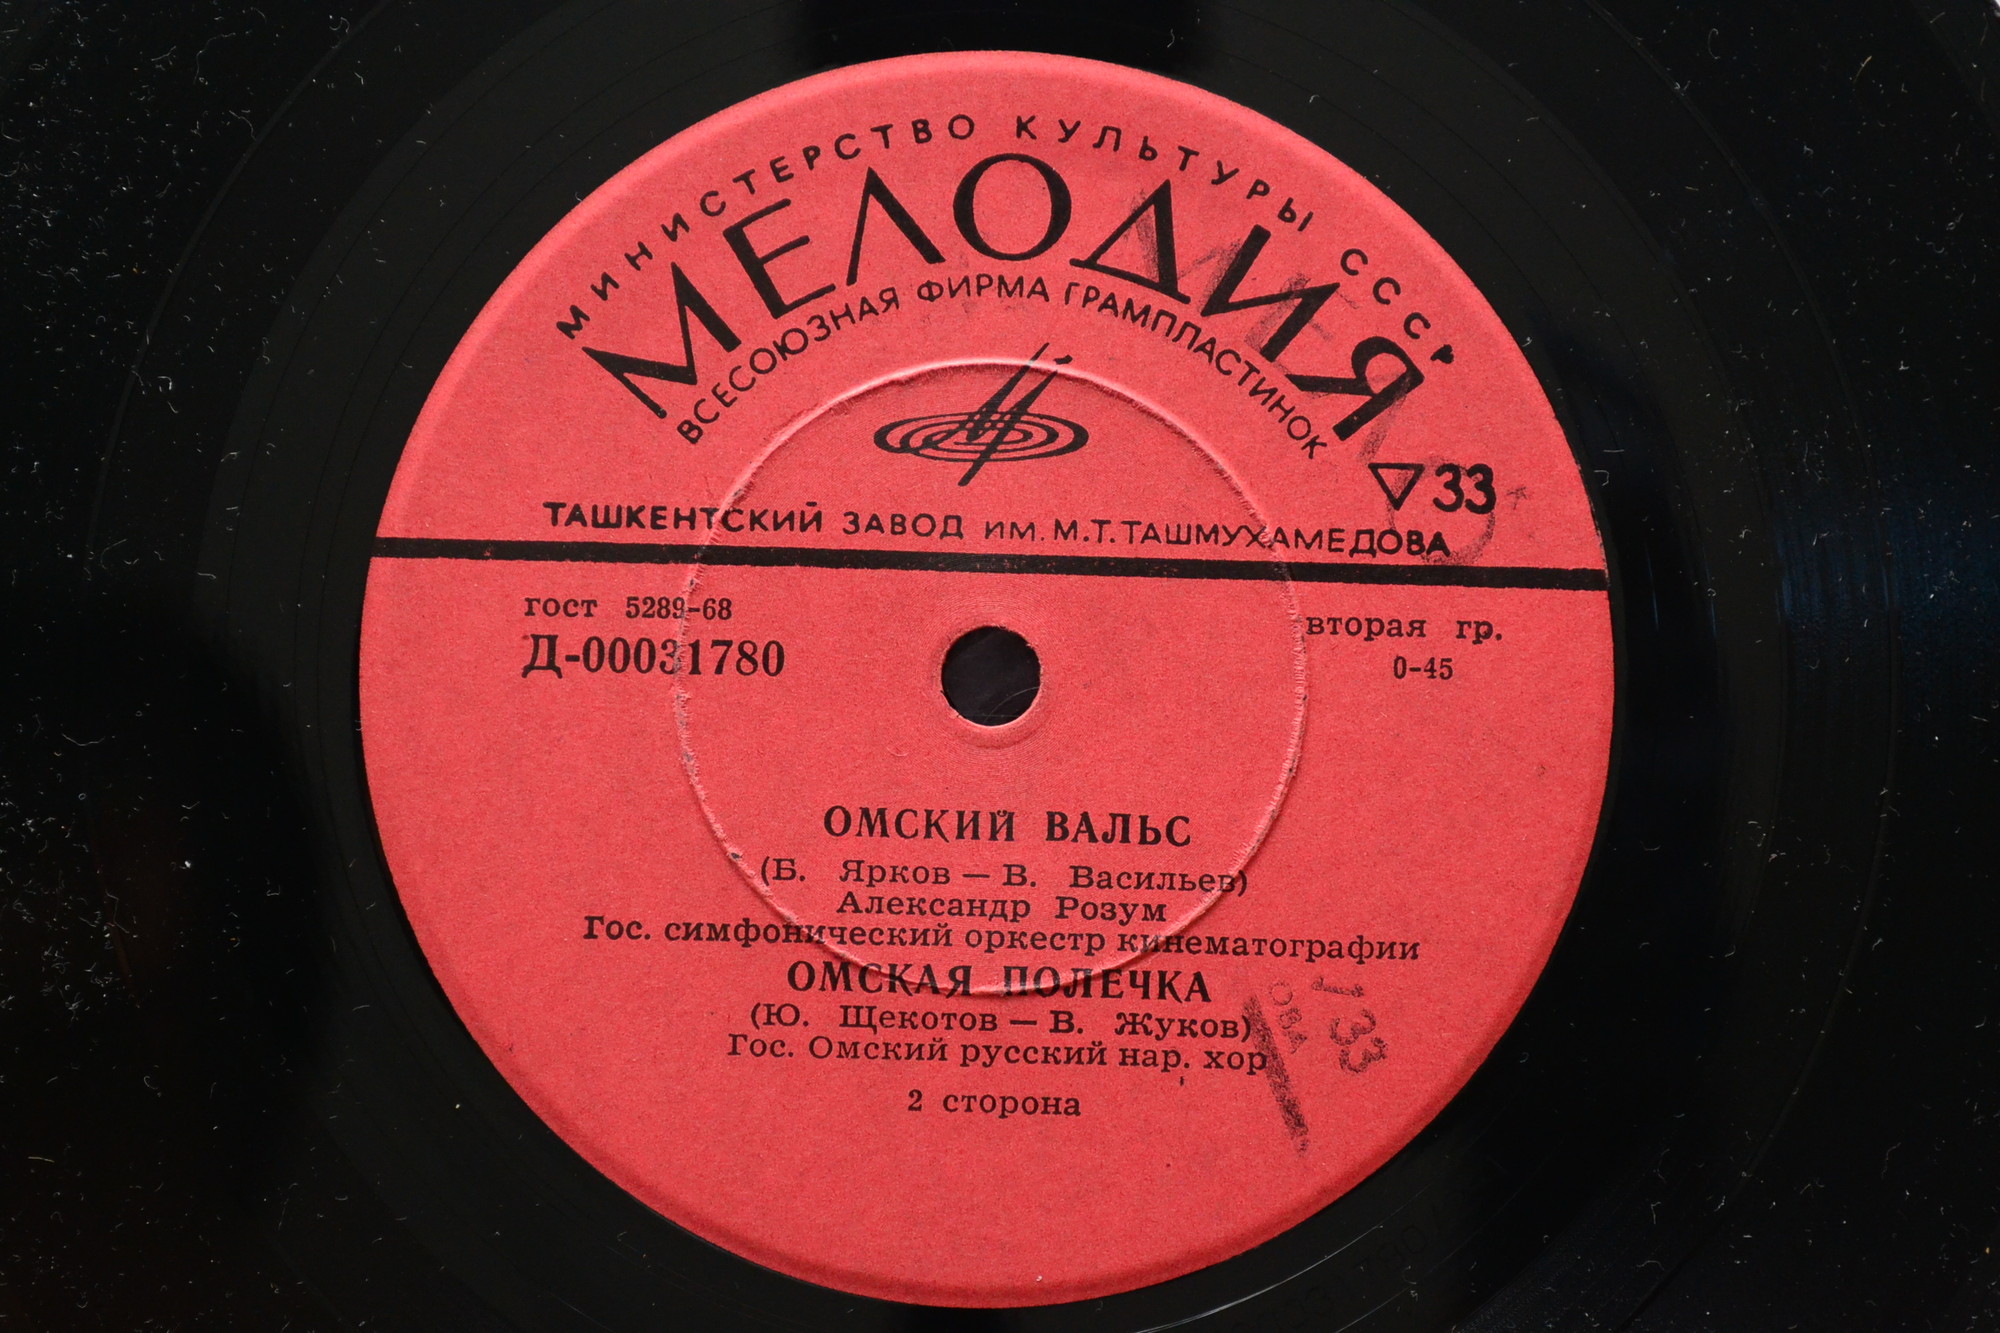 МИНИСТЕРСТВО КУЛЬТУРЫ СССР
МЕЛОДИЯ
ВСЕСОЮЗНАЯ ФИРМА ГРАМПЛАСТИНОК
33
ТАШКЕНТСКИЙ ЗАВОД ИМ. М.Т. ТАШМУХАМЕДОВА
гост 5289-68
вторая гр.
Д-00031780
0-45
ОМСКИЙ ВАЛЬС
(Б. Ярков — В. Васильев)
Александр Розум
Гос. симфонический оркестр кинематографии
ОМСКАЯ ПОЛЕЧКА
(Ю. Щекотов — В. Жуков)
Гос. Омский русский нар. хор
2 сторона
133
ОВА